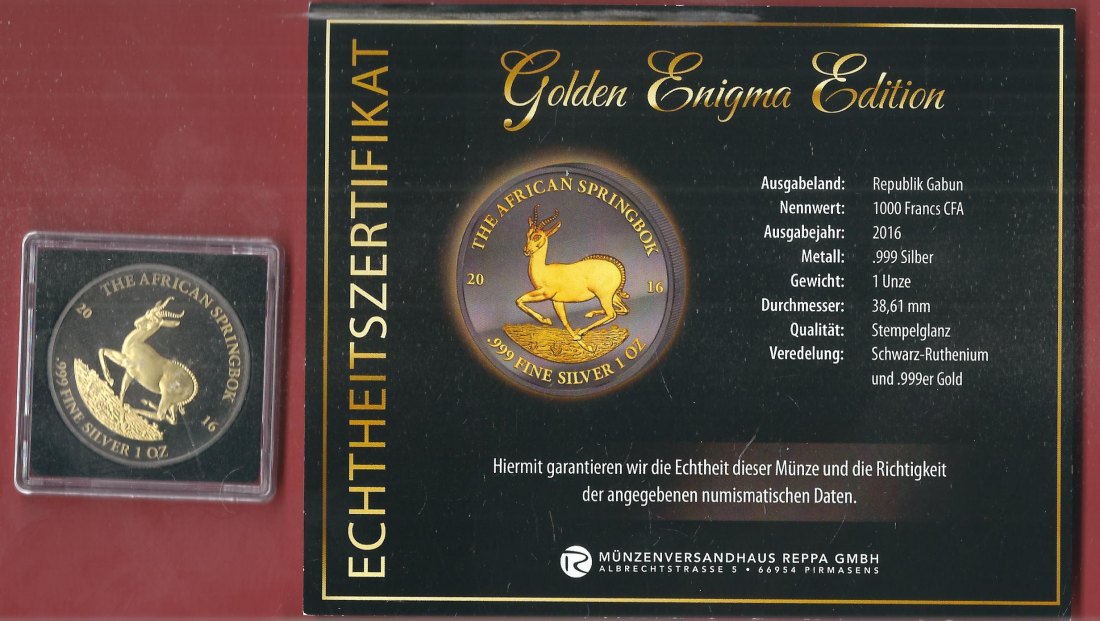 THE AFRICAN SPRINGBOK
20 16
.999 FINE SILVER 1 OZ
ECHTHEITSZERTIFIKAT
Golden Enigma Edition
THE AFRICAN SPRINGBOK
20 16
.999 FINE SILVER 1 OZ
Ausgabeland: Republik Gabun
Nennwert: 1000 Francs CFA
Ausgabejahr: 2016
Metall: .999 Silber
Gewicht: 1 Unze
Durchmesser: 38,61 mm
Qualität: Stempelglanz
Veredelung: Schwarz-Ruthenium
und .999er Gold
Hiermit garantieren wir die Echtheit dieser Münze und die Richtigkeit
der angegebenen numismatischen Daten.
MÜNZENVERSANDHAUS REPPA GMBH
ALBRECHTSTRASSE 5 • 66954 PIRMASENS